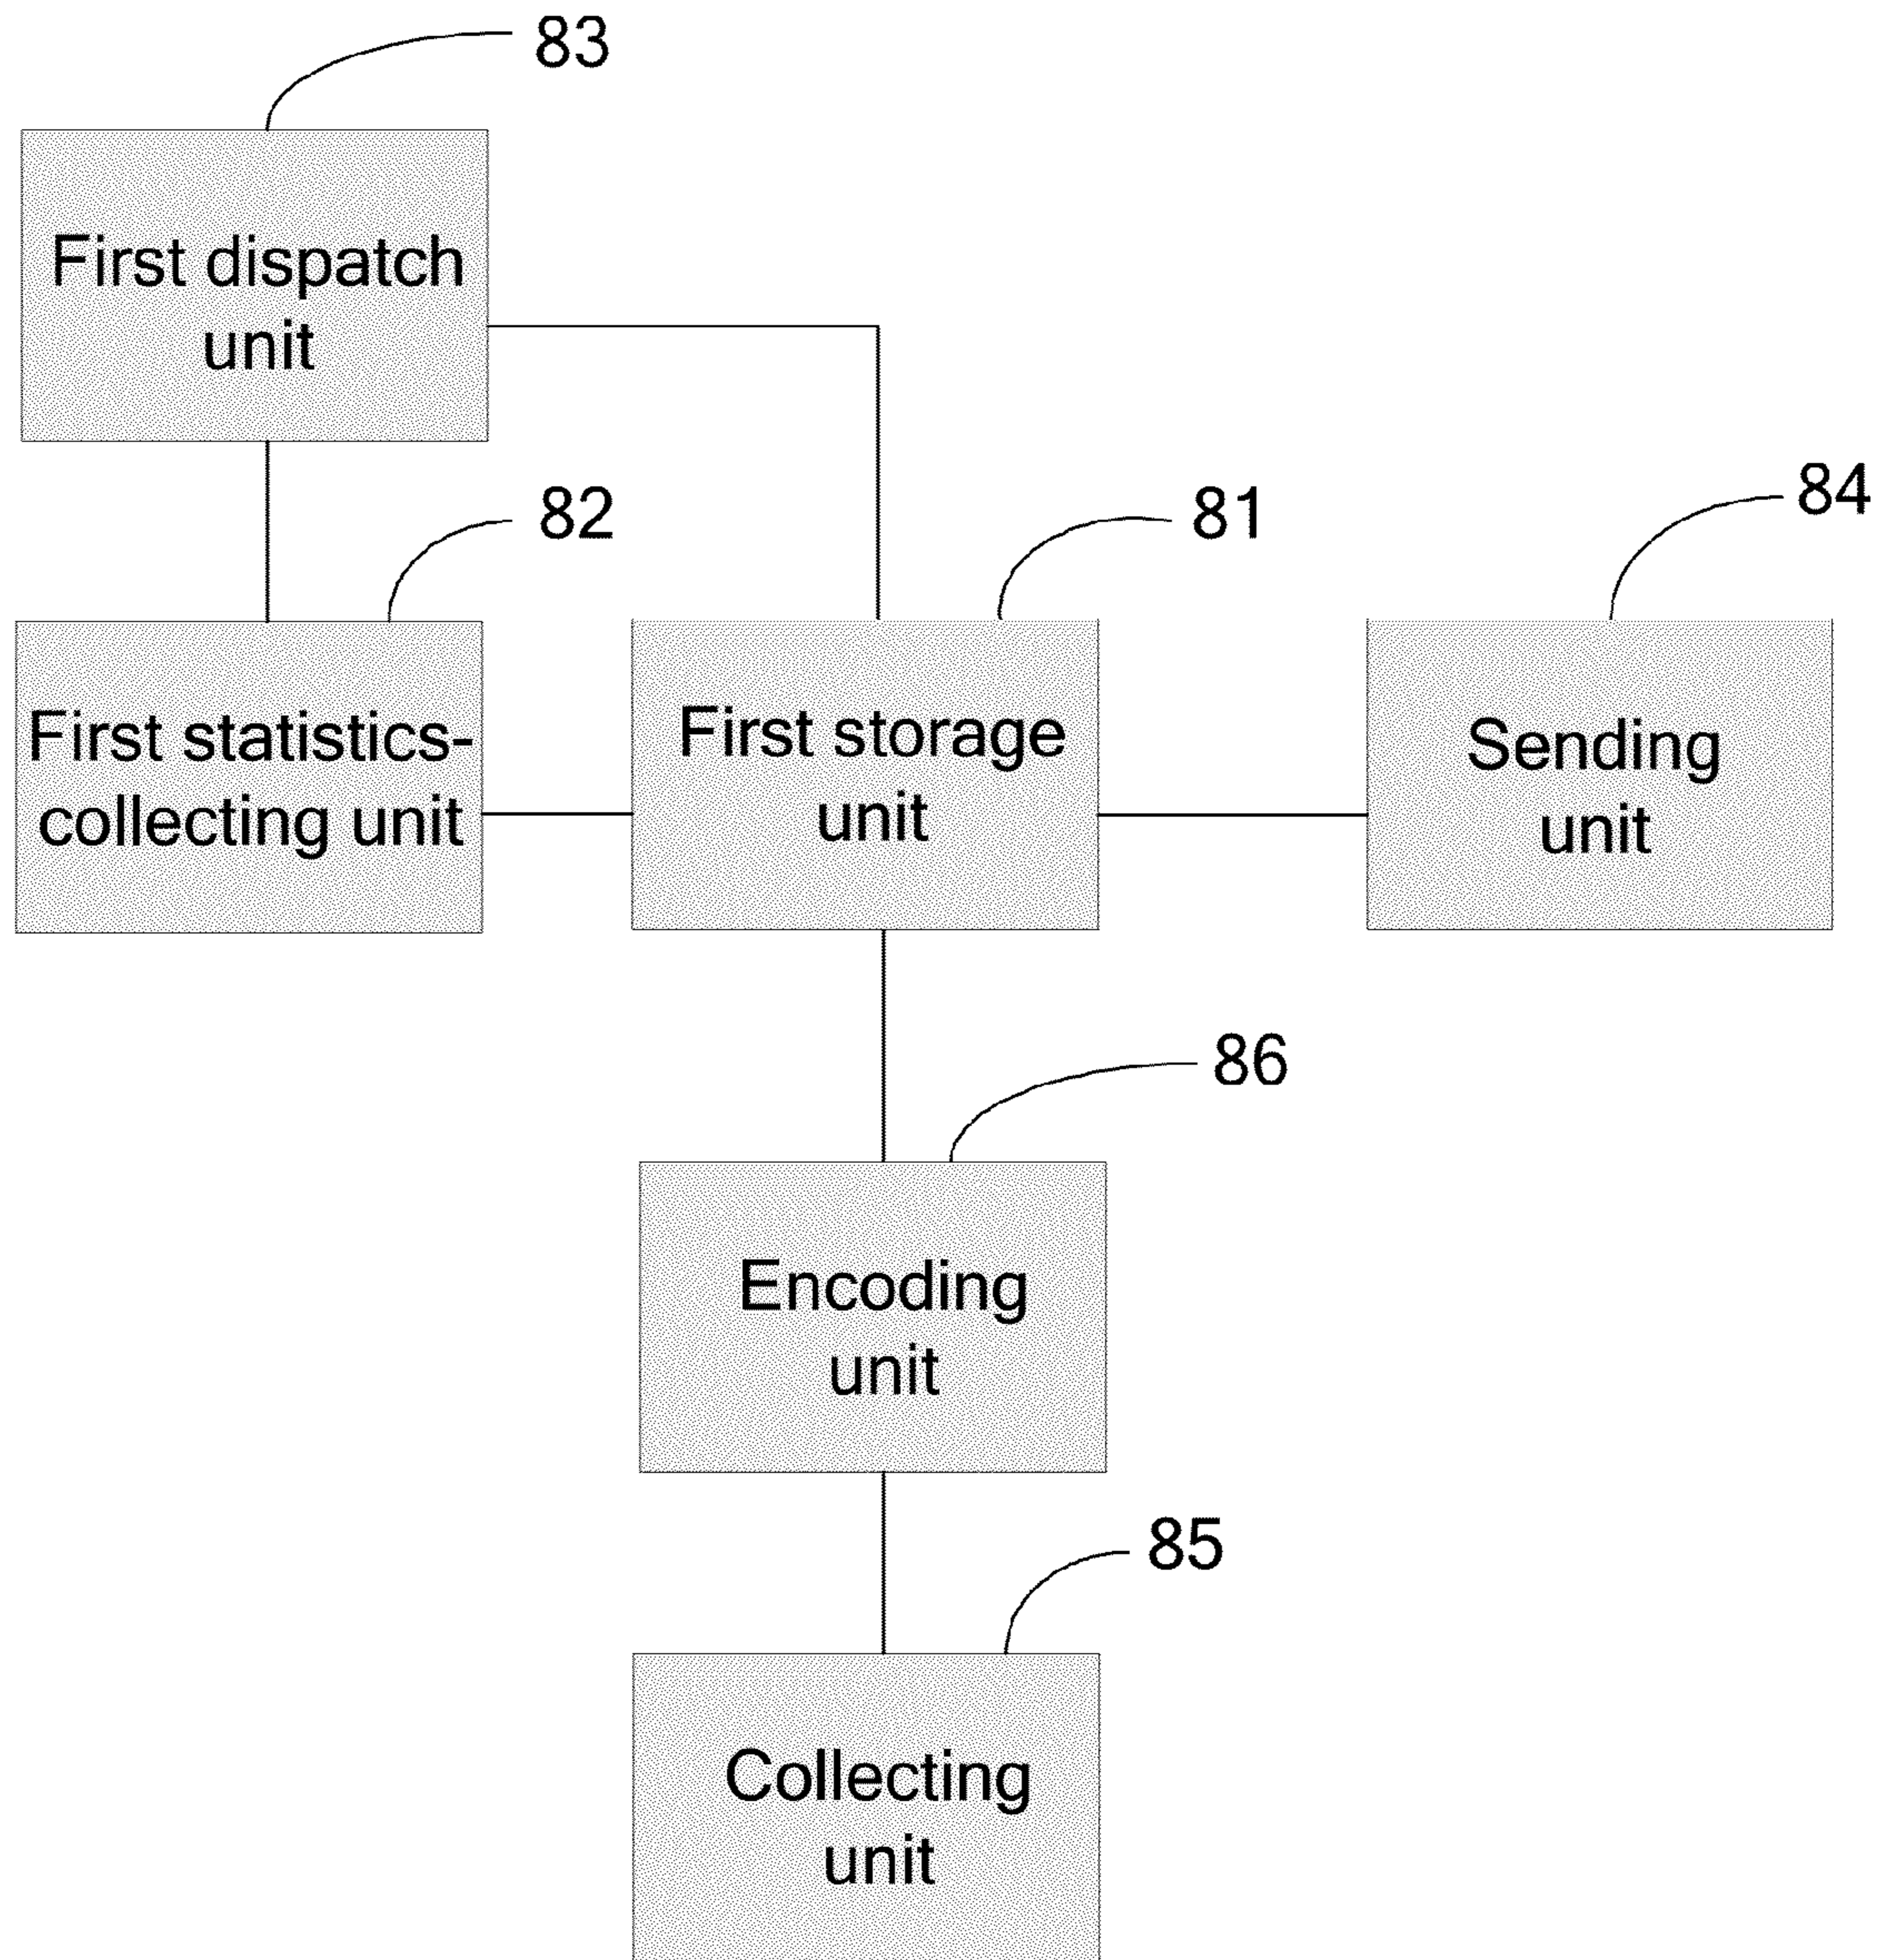 83
First dispatch
unit
82
81
84
First statistics-
collecting unit
First storage
unit
Sending
unit
86
Encoding
unit
85
Collecting
unit